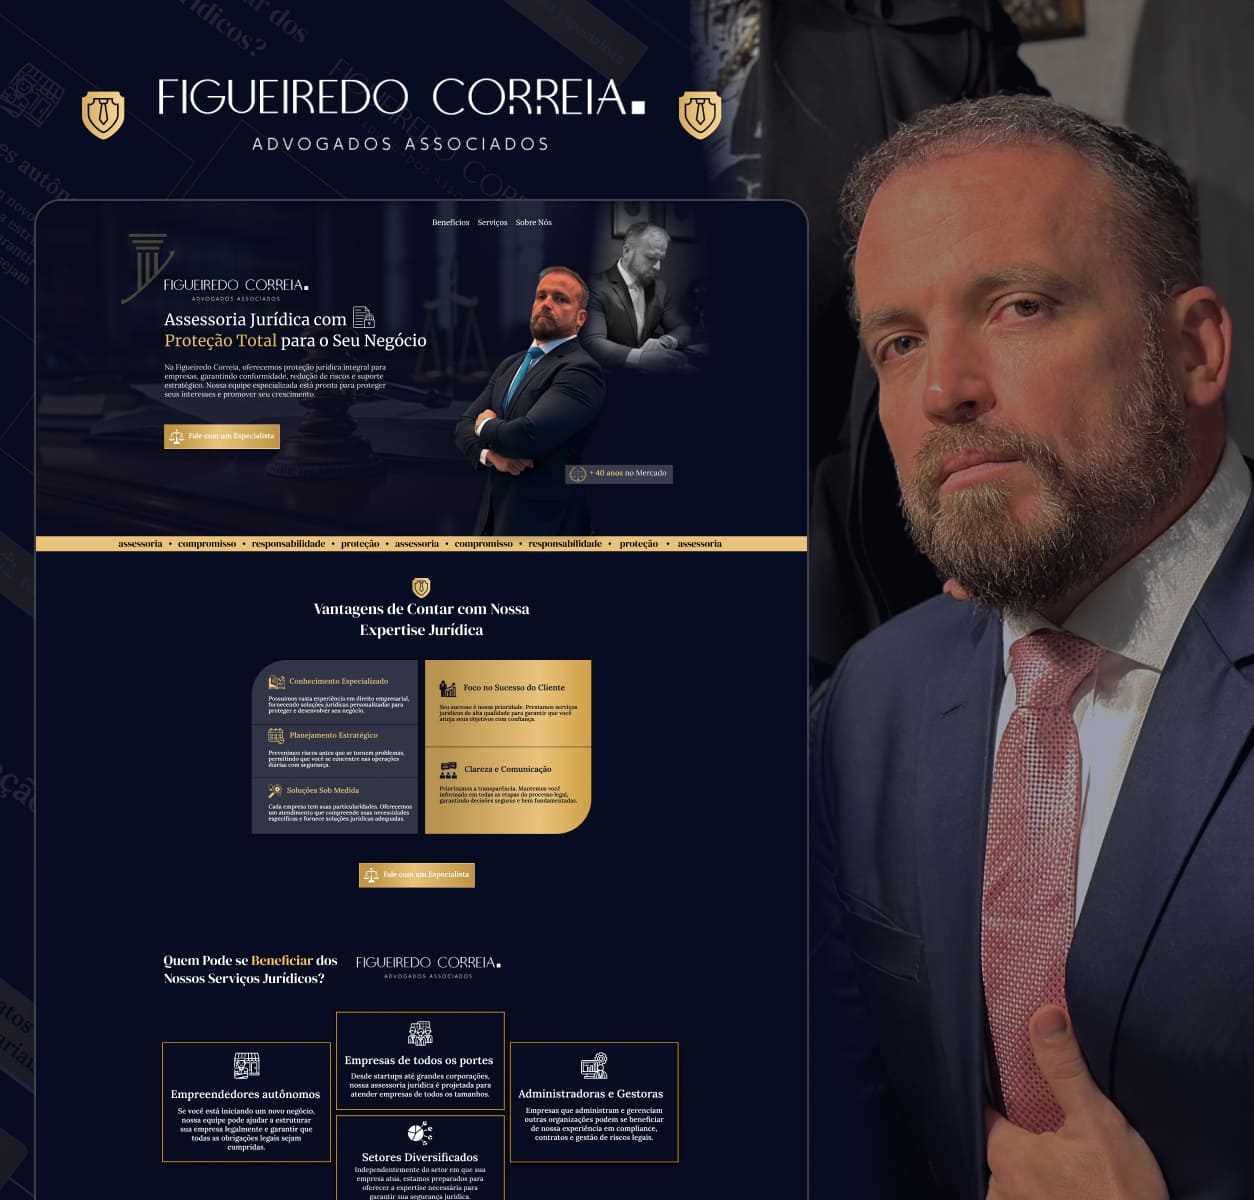 FIGUEIREDO CORREIA.
ADVOGADOS ASSOCIADOS
Benefícios Serviços Sobre Nós
FIGUEIREDO CORREIA.
ADVOGADOS ASSOCIADOS
Assessoria Jurídica com
Proteção Total para o Seu Negócio
Na Figueiredo Correia, oferecemos proteção jurídica integral para
empresas, garantindo conformidade, redução de riscos e suporte
estratégico. Nossa equipe especializada está pronta para proteger
seus interesses e promover seu crescimento.
Fale com um Especialista
+ 40 anos no Mercado
assessoria • compromisso • responsabilidade • proteção • assessoria • compromisso • responsabilidade • proteção • assessoria
Vantagens de Contar com Nossa
Expertise Jurídica
Conhecimento Especializado
Possuímos vasta experiência em direito empresarial,
fornecendo soluções jurídicas personalizadas para
proteger e desenvolver seu negócio.
Planejamento Estratégico
Prevenimos riscos antes que se tornem problemas,
permitindo que você se concentre nas operações
diárias com segurança.
Soluções Sob Medida
Cada empresa tem suas particularidades. Oferecemos
um atendimento que compreende suas necessidades
específicas e fornece soluções jurídicas adequadas.
Foco no Sucesso do Cliente
Seu sucesso é nossa prioridade. Prestamos serviços
jurídicos de alta qualidade para garantir que você
atinja seus objetivos com confiança.
Clareza e Comunicação
Priorizamos a transparência. Mantemos você
informado em todas as etapas do processo legal,
garantindo decisões seguras e bem fundamentadas.
Fale com um Especialista
Quem Pode se Beneficiar dos
Nossos Serviços Jurídicos?
FIGUEIREDO CORREIA.
ADVOGADOS ASSOCIADOS
Empreendedores autônomos
Se você está iniciando um novo negócio,
nossa equipe pode ajudar a estruturar
sua empresa legalmente e garantir que
todas as obrigações legais sejam
cumpridas.
Empresas de todos os portes
Desde startups até grandes corporações,
nossa assessoria jurídica é projetada para
atender empresas de todos os tamanhos.
Setores Diversificados
Independentemente do setor em que sua
empresa atua, estamos preparados para
oferecer a expertise necessária para
garantir sua segurança jurídica.
Administradoras e Gestoras
Empresas que administram e gerenciam
outras organizações podem se beneficiar
de nossa experiência em compliance,
contratos e gestão de riscos legais.